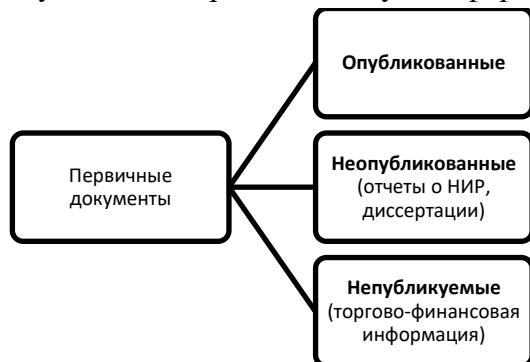 Опубликованные
Первичные
документы
Неопубликованные
(отчеты о НИР,
диссертации)
Непубликуемые
(торгово-финансовая
информация)